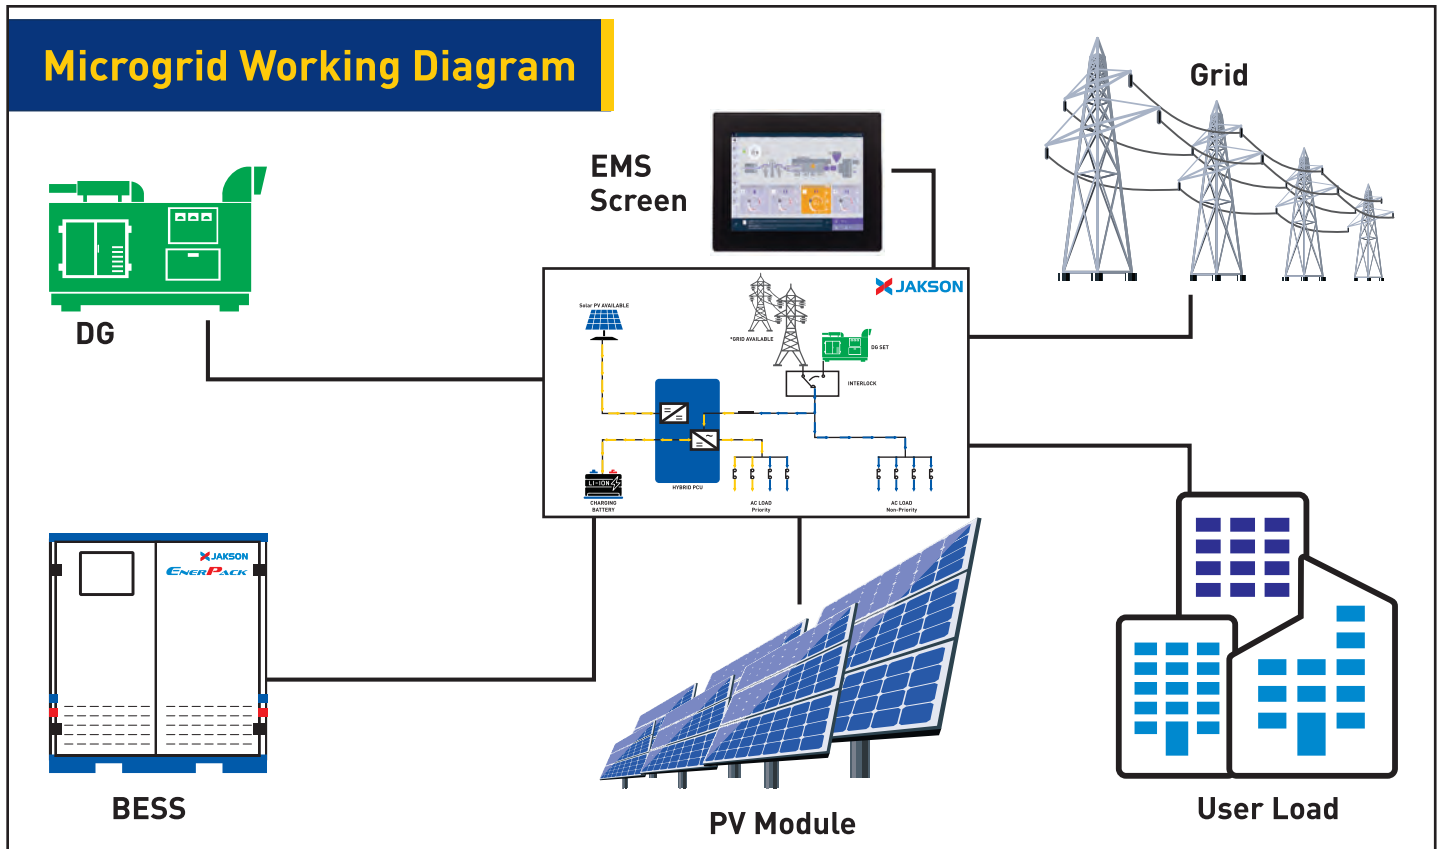 Microgrid Working Diagram
Grid
EMS
Screen
DG
JAKSON
Solar PV AVAILABLE
*GRID AVAILABLE
DG SET
INTERLOCK
LI-ION
HYBRID PCU
CHARGING
BATTERY
AC LOAD
Priority
AC LOAD
Non-Priority
JAKSON
ENERPACK
BESS
PV Module
User Load